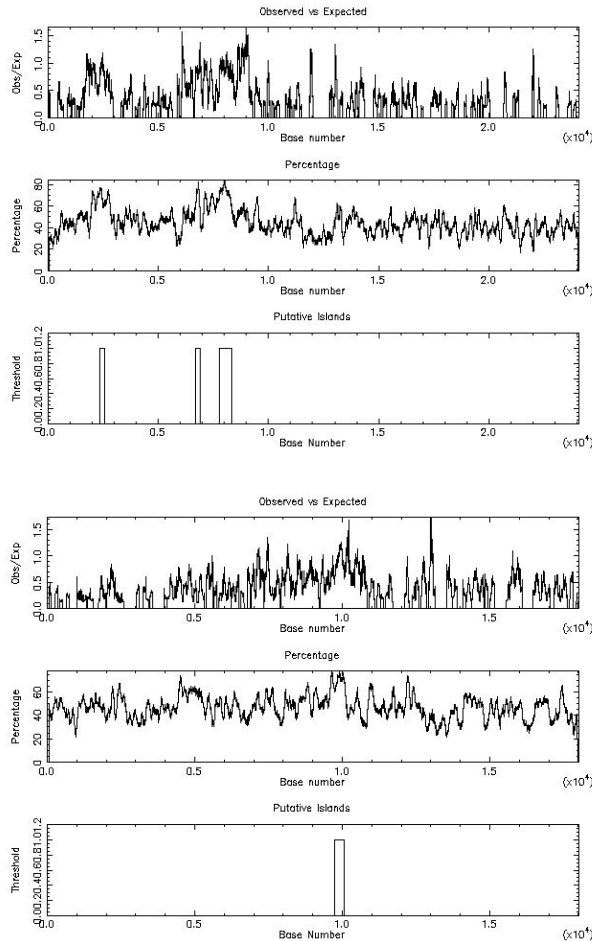 Observed vs Expected
Obs/Exp
0.0 0.5 1.0 1.5
0.0 0.5 1.0 1.5 2.0
Base number
(x10⁴)
Percentage
Percentage
0 20 40 60 80
0.0 0.5 1.0 1.5 2.0
Base number
(x10⁴)
Putative Islands
Threshold
0.00.20.40.60.81.01.2
0.0 0.5 1.0 1.5 2.0
Base Number
(x10⁴)
Observed vs Expected
Obs/Exp
0.0 0.5 1.0 1.5
0.0 0.5 1.0 1.5
Base number
(x10⁴)
Percentage
Percentage
0 20 40 60
0.0 0.5 1.0 1.5
Base number
(x10⁴)
Putative Islands
Threshold
0.00.20.40.60.81.01.2
0.0 0.5 1.0 1.5
Base Number
(x10⁴)